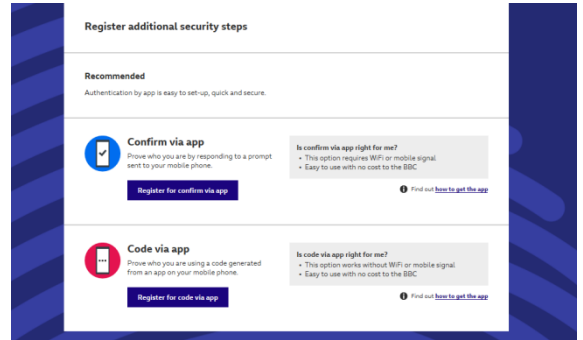 Register additional security steps
Recommended
Authentication by app is easy to set-up, quick and secure.
Confirm via app
Prove who you are by responding to a prompt
sent to your mobile phone.
Register for confirm via app
Is confirm via app right for me?
• This option requires WiFi or mobile signal
• Easy to use with no cost to the BBC
Find out how to get the app
Code via app
Prove who you are using a code generated
from an app on your mobile phone.
Register for code via app
Is code via app right for me?
• This option works without WiFi or mobile signal
• Easy to use with no cost to the BBC
Find out how to get the app